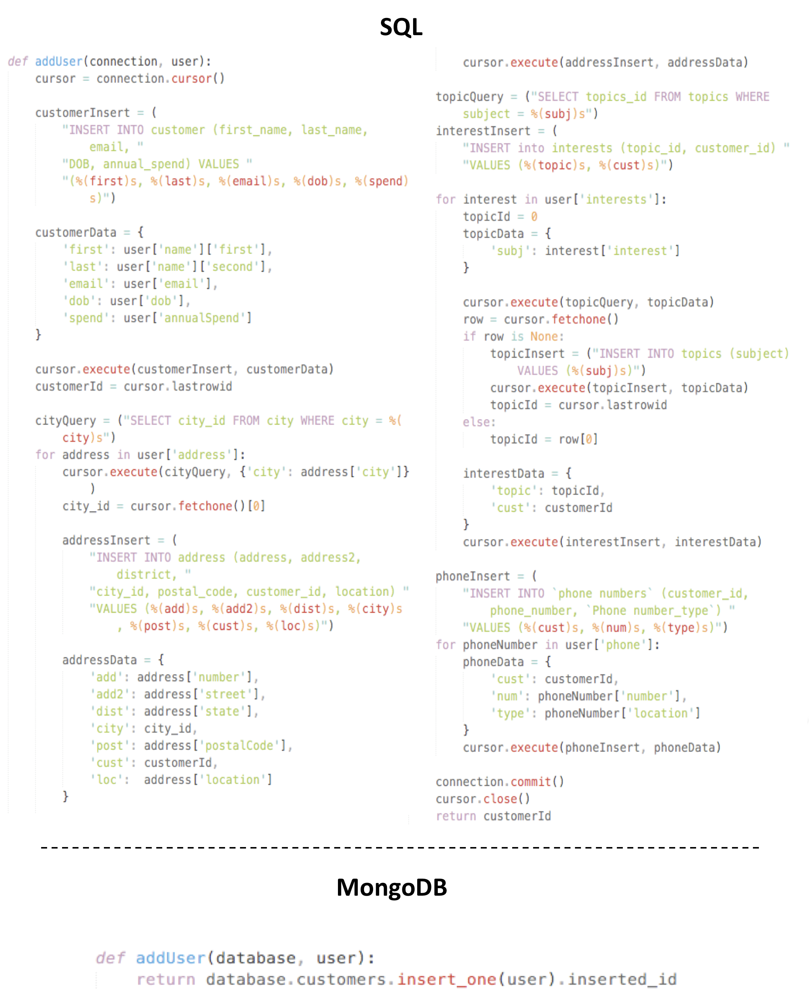 SQL
def addUser(connection, user):
    cursor = connection.cursor()
    customerInsert = (
        "INSERT INTO customer (first_name, last_name,
            email, "
        "DOB, annual_spend) VALUES "
        "(%(first)s, %(last)s, %(email)s, %(dob)s, %(spend)
            s)")
    customerData = {
        'first': user['name']['first'],
        'last': user['name']['second'],
        'email': user['email'],
        'dob': user['dob'],
        'spend': user['annualSpend']
    }
    cursor.execute(customerInsert, customerData)
    customerId = cursor.lastrowid
    cityQuery = ("SELECT city_id FROM city WHERE city = %(
        city)s")
    for address in user['address']:
        cursor.execute(cityQuery, {'city': address['city']}
            )
        city_id = cursor.fetchone()[0]
        addressInsert = (
            "INSERT INTO address (address, address2,
                district, "
            "city_id, postal_code, customer_id, location) "
            "VALUES (%(add)s, %(add2)s, %(dist)s, %(city)s
                , %(post)s, %(cust)s, %(loc)s)")
        addressData = {
            'add': address['number'],
            'add2': address['street'],
            'dist': address['state'],
            'city': city_id,
            'post': address['postalCode'],
            'cust': customerId,
            'loc':  address['location']
        }
        cursor.execute(addressInsert, addressData)
    topicQuery = ("SELECT topics_id FROM topics WHERE
        subject = %(subj)s")
    interestInsert = (
        "INSERT into interests (topic_id, customer_id) "
        "VALUES (%(topic)s, %(cust)s)")
    for interest in user['interests']:
        topicId = 0
        topicData = {
            'subj': interest['interest']
        }
        cursor.execute(topicQuery, topicData)
        row = cursor.fetchone()
        if row is None:
            topicInsert = ("INSERT INTO topics (subject)
                VALUES (%(subj)s)")
            cursor.execute(topicInsert, topicData)
            topicId = cursor.lastrowid
        else:
            topicId = row[0]
        interestData = {
            'topic': topicId,
            'cust': customerId
        }
        cursor.execute(interestInsert, interestData)
    phoneInsert = (
        "INSERT INTO `phone numbers` (customer_id,
            phone_number, `Phone number_type`) "
        "VALUES (%(cust)s, %(num)s, %(type)s)")
    for phoneNumber in user['phone']:
        phoneData = {
            'cust': customerId,
            'num': phoneNumber['number'],
            'type': phoneNumber['location']
        }
        cursor.execute(phoneInsert, phoneData)
    connection.commit()
    cursor.close()
    return customerId
MongoDB
def addUser(database, user):
    return database.customers.insert_one(user).inserted_id